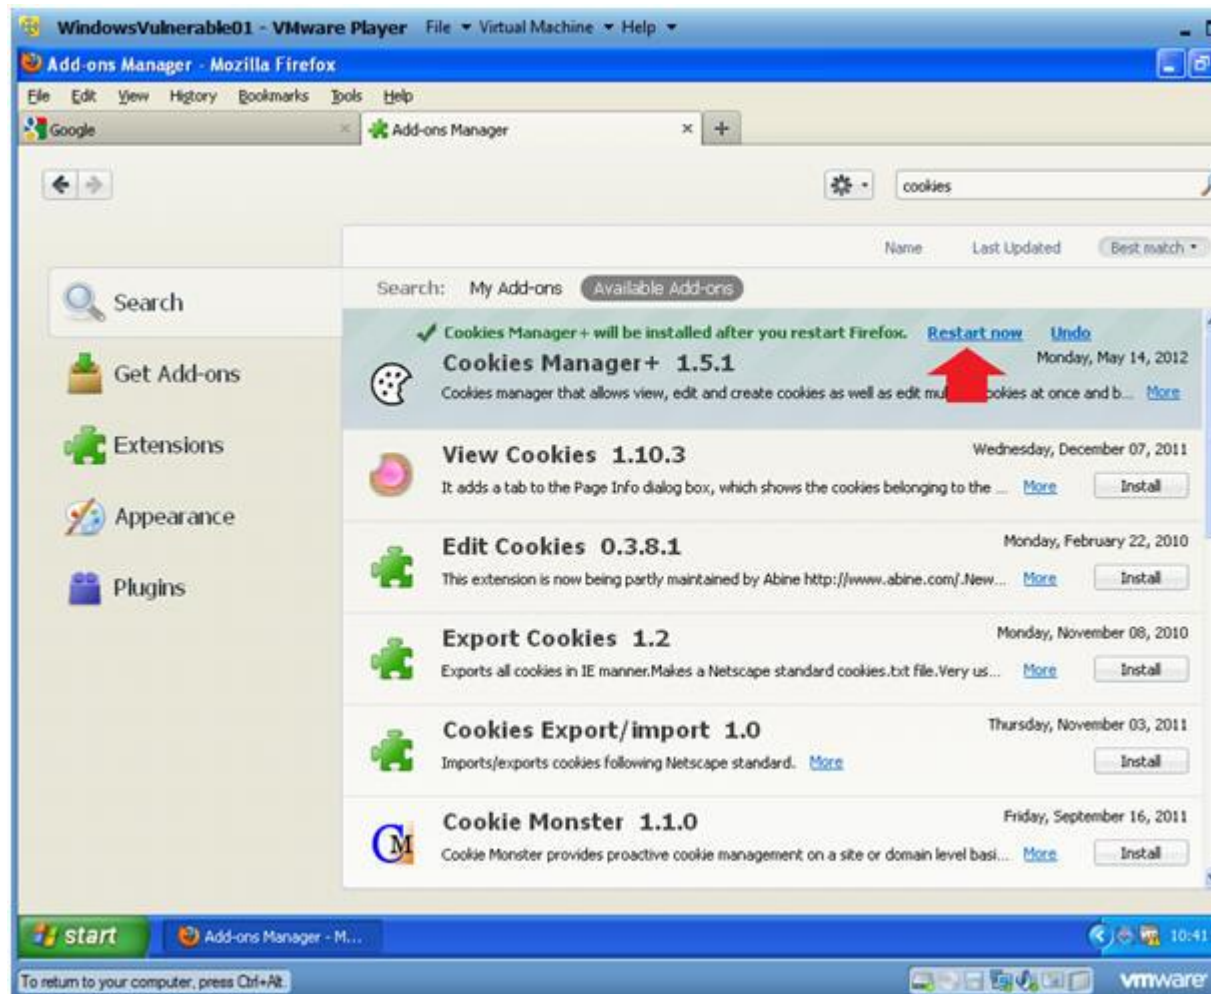 WindowsVulnerable01 - VMware Player File Virtual Machine Help
Add-ons Manager - Mozilla Firefox
File Edit View History Bookmarks Tools Help
Google
Add-ons Manager
cookies
Name Last Updated Best match
Search
Get Add-ons
Extensions
Appearance
Plugins
Search: My Add-ons Available Add-ons
Cookies Manager+ will be installed after you restart Firefox. Restart now Undo
Cookies Manager+ 1.5.1 Monday, May 14, 2012
Cookies manager that allows view, edit and create cookies as well as edit mu ookies at once and b... More
View Cookies 1.10.3 Wednesday, December 07, 2011
It adds a tab to the Page Info dialog box, which shows the cookies belonging to the ... More Install
Edit Cookies 0.3.8.1 Monday, February 22, 2010
This extension is now being partly maintained by Abine http://www.abine.com/.New... More Install
Export Cookies 1.2 Monday, November 08, 2010
Exports all cookies in IE manner.Makes a Netscape standard cookies.txt file.Very us... More Install
Cookies Export/import 1.0 Thursday, November 03, 2011
Imports/exports cookies following Netscape standard. More Install
Cookie Monster 1.1.0 Friday, September 16, 2011
CM
Cookie Monster provides proactive cookie management on a site or domain level basi... More Install
start Add-ons Manager - M... 10:41
To return to your computer, press Ctrl+Alt. vmware